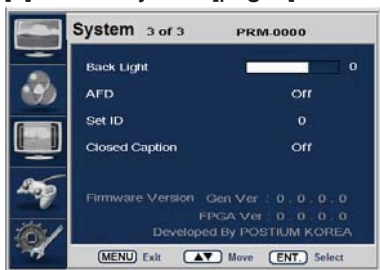 System 3 of 3 PRM-0000
Back Light 0
AFD Off
Set ID 0
Closed Caption Off
Firmware Version Gen Ver : 0 . 0 . 0 . 0
FPGA Ver : 0 . 0 . 0 . 0
Developed By POSTIUM KOREA
MENU Exit ▲▼ Move ENT. Select